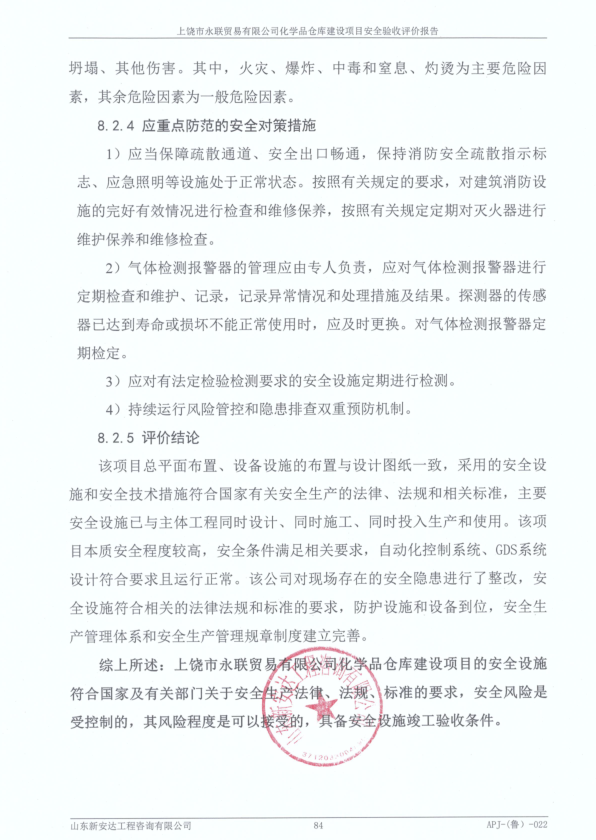 上饶市永联贸易有限公司化学品仓库建设项目安全验收评价报告
坍塌、其他伤害。其中，火灾、爆炸、中毒和窒息、灼烫为主要危险因
素，其余危险因素为一般危险因素。
8.2.4 应重点防范的安全对策措施
1）应当保障疏散通道、安全出口畅通，保持消防安全疏散指示标
志、应急照明等设施处于正常状态。按照有关规定的要求，对建筑消防设
施的完好有效情况进行检查和维修保养，按照有关规定定期对灭火器进行
维护保养和维修检查。
2）气体检测报警器的管理应由专人负责，应对气体检测报警器进行
定期检查和维护、记录，记录异常情况和处理措施及结果。探测器的传感
器已达到寿命或损坏不能正常使用时，应及时更换。对气体检测报警器定
期检定。
3）应对有法定检验检测要求的安全设施定期进行检测。
4）持续运行风险管控和隐患排查双重预防机制。
8.2.5 评价结论
该项目总平面布置、设备设施的布置与设计图纸一致，采用的安全设
施和安全技术措施符合国家有关安全生产的法律、法规和相关标准，主要
安全设施已与主体工程同时设计、同时施工、同时投入生产和使用。该项
目本质安全程度较高，安全条件满足相关要求，自动化控制系统、GDS系统
设计符合要求且运行正常。该公司对现场存在的安全隐患进行了整改，安
全设施符合相关的法律法规和标准的要求，防护设施和设备到位，安全生
产管理体系和安全生产管理规章制度建立完善。
综上所述：上饶市永联贸易有限公司化学品仓库建设项目的安全设施
符合国家及有关部门关于安全生产法律、法规、标准的要求，安全风险是
受控制的，其风险程度是可以接受的，具备安全设施竣工验收条件。
山东新安达工程咨询有限公司
山东新安达工程咨询有限公司 84 APJ-(鲁）-022